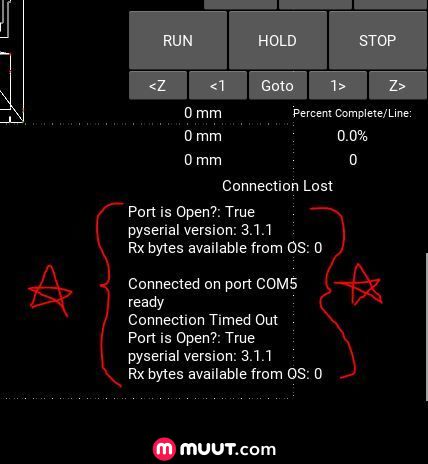 RUN HOLD STOP
<Z <1 Goto 1> Z>
0 mm Percent Complete/Line:
0 mm 0.0%
0 mm 0
Connection Lost
Port is Open?: True
pyserial version: 3.1.1
Rx bytes available from OS: 0
Connected on port COM5
ready
Connection Timed Out
Port is Open?: True
pyserial version: 3.1.1
Rx bytes available from OS: 0
m muut.com